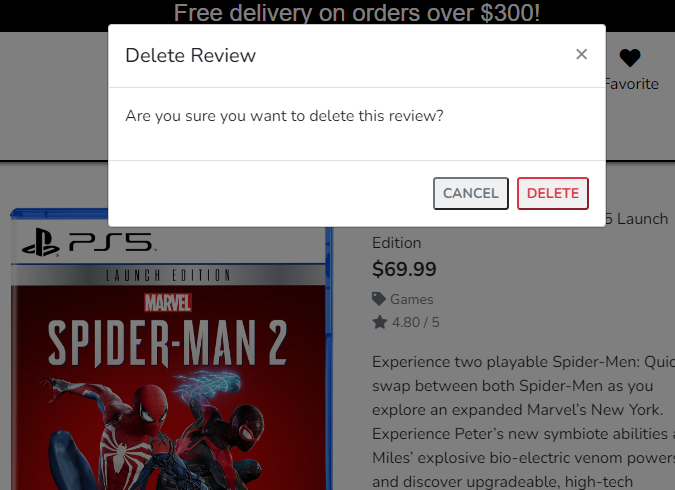 Free delivery on orders over $300!
Delete Review
×
Favorite
Are you sure you want to delete this review?
CANCEL
DELETE
5 Launch
Edition
$69.99
Games
4.80 / 5
PS5
LAUNCH EDITION
MARVEL
SPIDER-MAN 2
Experience two playable Spider-Men: Quic
swap between both Spider-Men as you
explore an expanded Marvel's New York.
Experience Peter's new symbiote abilities a
Miles' explosive bio-electric venom powers
and discover upgradeable, high-tech